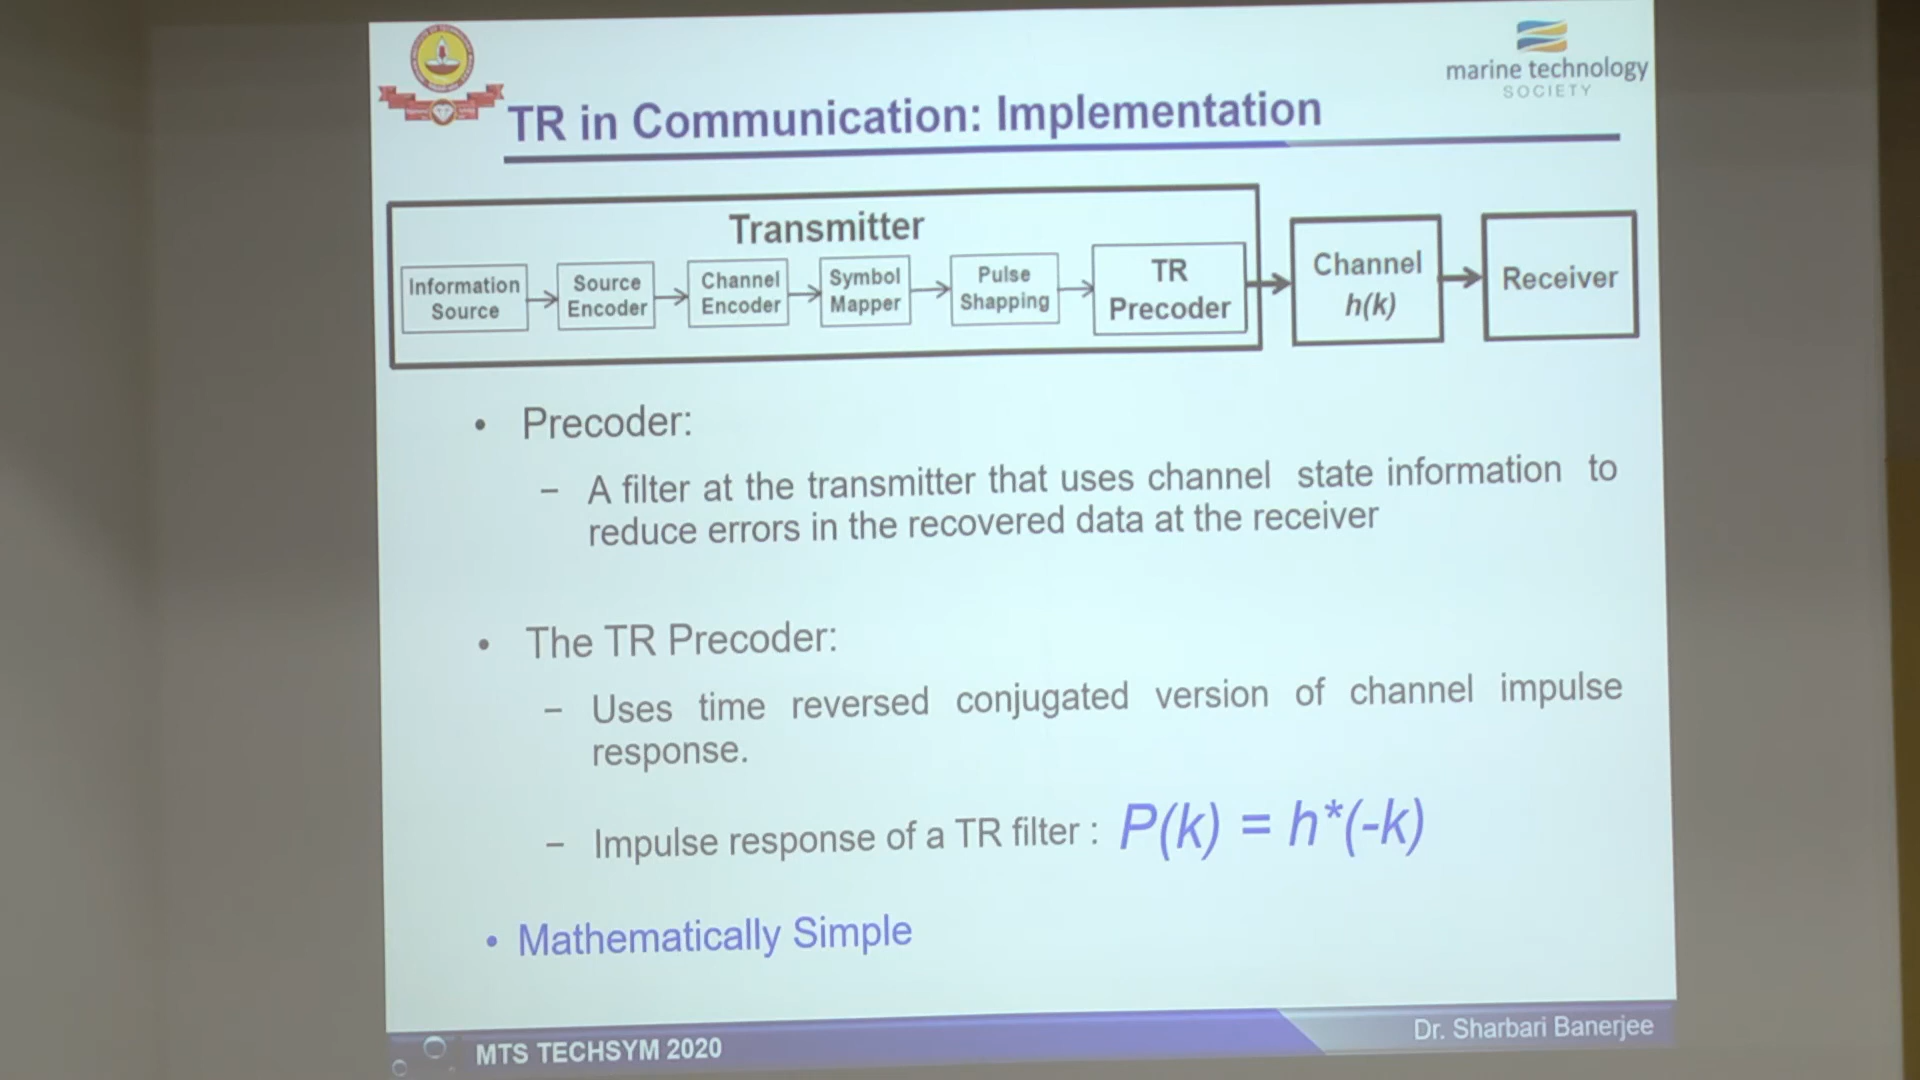 marine technology
SOCIETY
TR in Communication: Implementation
Transmitter
Information
Source
Source
Encoder
Channel
Encoder
Symbol
Mapper
Pulse
Shapping
TR
Precoder
Channel
h(k)
Receiver
• Precoder:
– A filter at the transmitter that uses channel state information to
reduce errors in the recovered data at the receiver
• The TR Precoder:
– Uses time reversed conjugated version of channel impulse
response.
– Impulse response of a TR filter : P(k) = h*(-k)
• Mathematically Simple
MTS TECHSYM 2020
Dr. Sharbari Banerjee